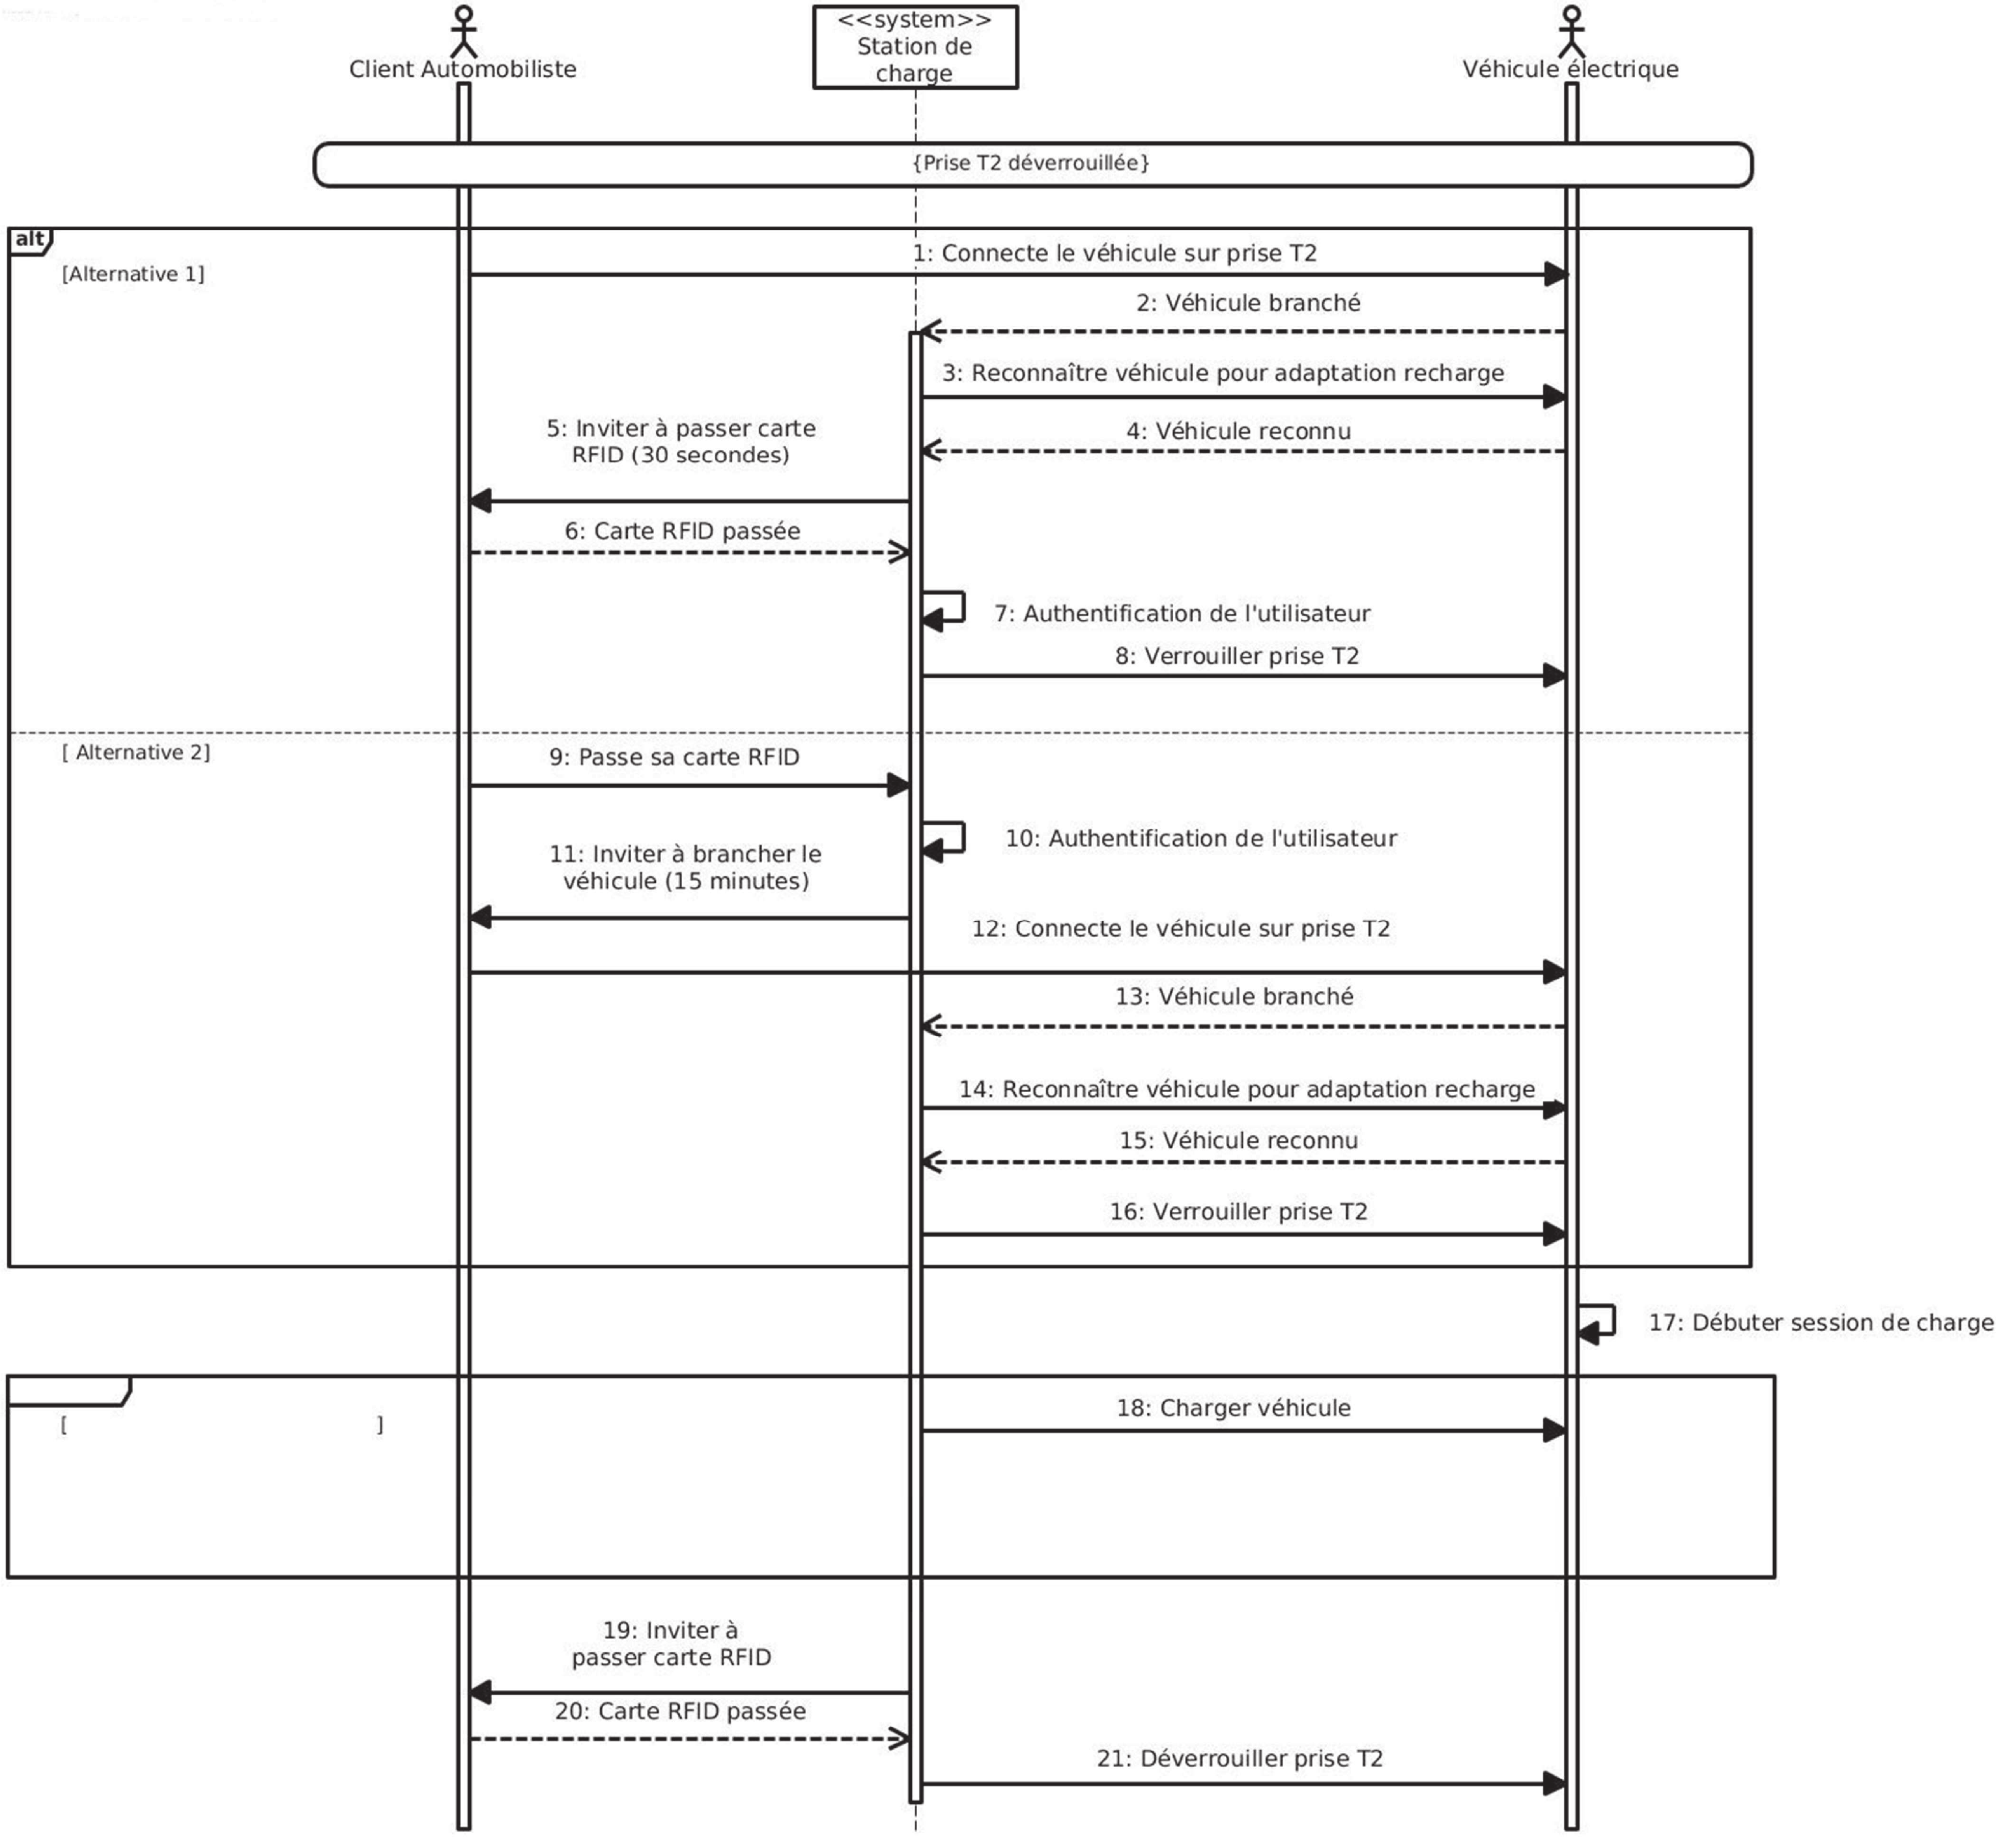 Client Automobiliste
<<system>>
Station de
charge
Véhicule électrique
{Prise T2 déverrouillée}
alt
[Alternative 1]
1: Connecte le véhicule sur prise T2
2: Véhicule branché
3: Reconnaître véhicule pour adaptation recharge
4: Véhicule reconnu
5: Inviter à passer carte
RFID (30 secondes)
6: Carte RFID passée
7: Authentification de l'utilisateur
8: Verrouiller prise T2
[ Alternative 2]
9: Passe sa carte RFID
10: Authentification de l'utilisateur
11: Inviter à brancher le
véhicule (15 minutes)
12: Connecte le véhicule sur prise T2
13: Véhicule branché
14: Reconnaître véhicule pour adaptation recharge
15: Véhicule reconnu
16: Verrouiller prise T2
17: Débuter session de charge
18: Charger véhicule
[ ]
19: Inviter à
passer carte RFID
20: Carte RFID passée
21: Déverrouiller prise T2